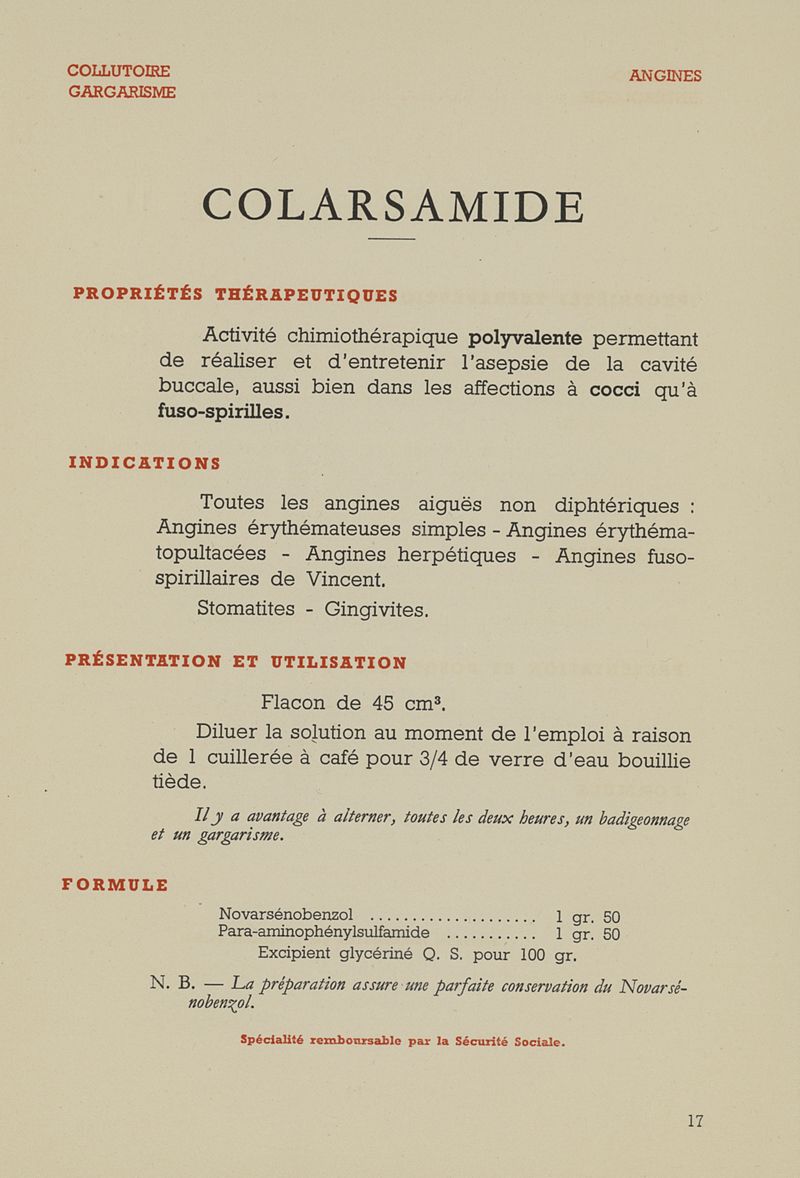 COLLUTOIRE
GARGARISME
ANGINES
COLARSAMIDE
PROPRIÉTÉS THÉRAPEUTIQUES
Activité chimiothérapique polyvalente permettant
de réaliser et d'entretenir l'asepsie de la cavité
buccale, aussi bien dans les affections à cocci qu'à
fuso-spirilles.
INDICATIONS
Toutes les angines aiguës non diphtériques :
Angines érythémateuses simples - Angines érythéma-
topultacées - Angines herpétiques - Angines fuso-
spirillaires de Vincent.
Stomatites - Gingivites.
PRÉSENTATION ET UTILISATION
Flacon de 45 cm³.
Diluer la solution au moment de l'emploi à raison
de 1 cuillerée à café pour 3/4 de verre d'eau bouillie
tiède.
Il y a avantage à alterner, toutes les deux heures, un badigeonnage
et un gargarisme.
FORMULE
Novarsénobenzol .................... 1 gr. 50
Para-aminophénylsulfamide ........... 1 gr. 50
Excipient glycériné Q. S. pour 100 gr.
N. B. — La préparation assure une parfaite conservation du Novarsé-
nobenzol.
Spécialité remboursable par la Sécurité Sociale.
17